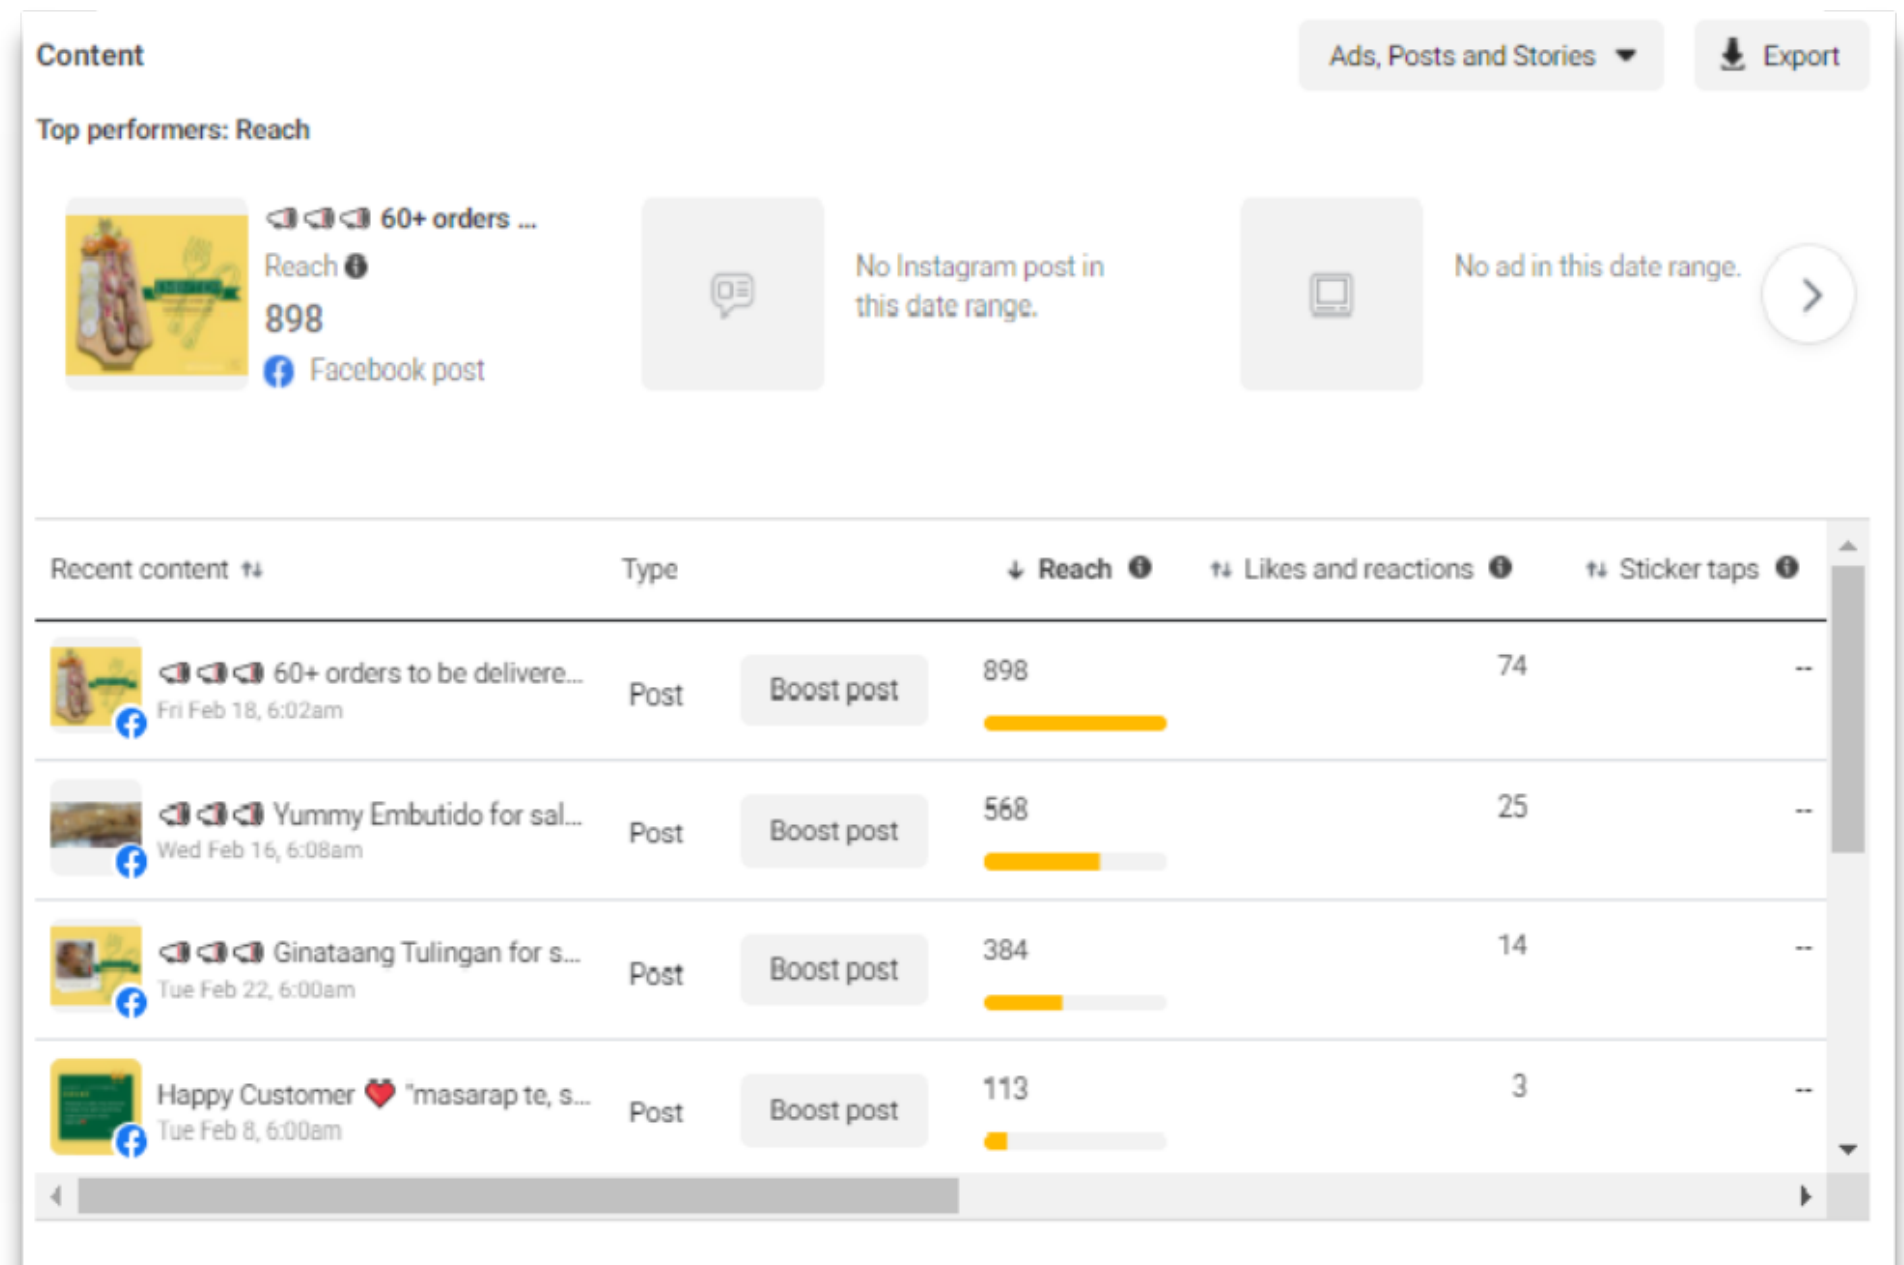 Content
Ads, Posts and Stories
Export
Top performers: Reach
60+ orders ...
Reach
898
Facebook post
No Instagram post in
this date range.
No ad in this date range.
Recent content
Type
Reach
Likes and reactions
Sticker taps
60+ orders to be delivere...
Fri Feb 18, 6:02am
Post
Boost post
898
74
--
Yummy Embutido for sal...
Wed Feb 16, 6:08am
Post
Boost post
568
25
--
Ginataang Tulingan for s...
Tue Feb 22, 6:00am
Post
Boost post
384
14
--
Happy Customer ❤ "masarap te, s...
Tue Feb 8, 6:00am
Post
Boost post
113
3
--